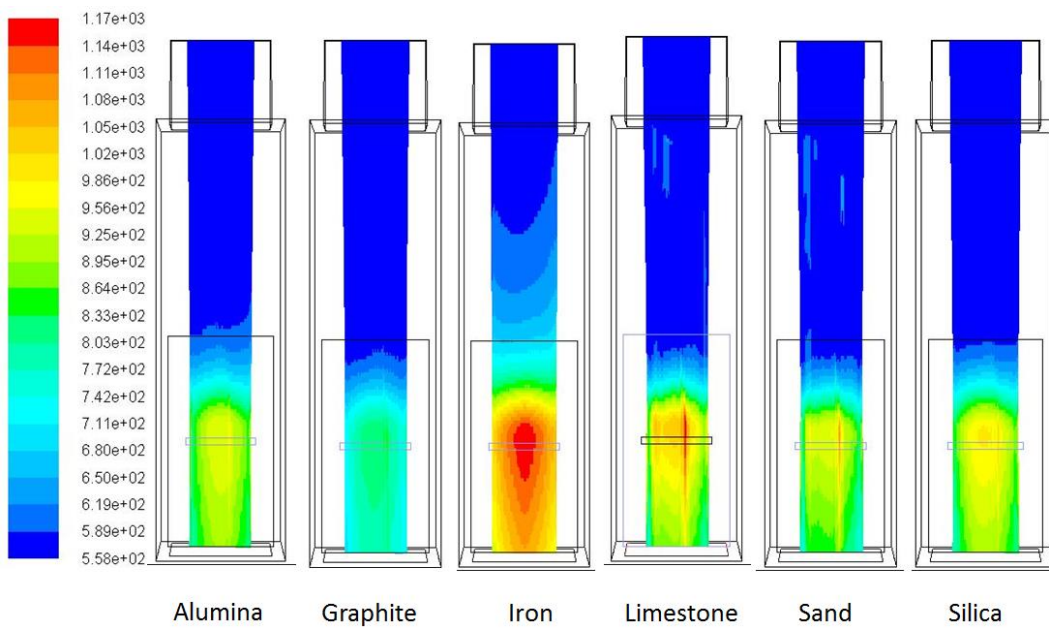 1.17e+03
1.14e+03
1.11e+03
1.08e+03
1.05e+03
1.02e+03
9.86e+02
9.56e+02
9.25e+02
8.95e+02
8.64e+02
8.33e+02
8.03e+02
7.72e+02
7.42e+02
7.11e+02
6.80e+02
6.50e+02
6.19e+02
5.89e+02
5.58e+02
Alumina Graphite Iron Limestone Sand Silica